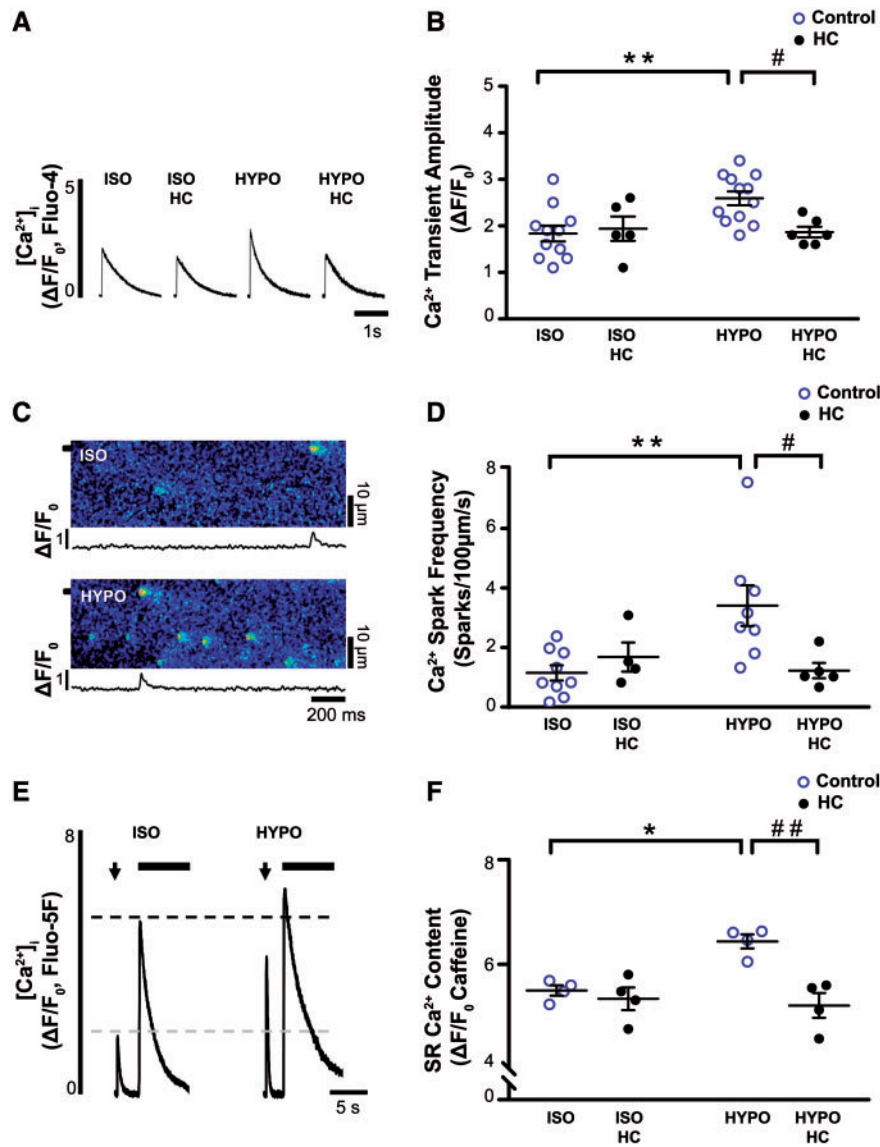 A
5
0
[Ca²⁺]ᵢ
(ΔF/F₀, Fluo-4)
ISO
ISO
HC
HYPO
HYPO
HC
1s
B
Control
HC
**
#
Ca²⁺ Transient Amplitude
(ΔF/F₀)
5
4
3
2
1
0
ISO
ISO
HC
HYPO
HYPO
HC
C
ISO
10 μm
ΔF/F₀
1
HYPO
10 μm
ΔF/F₀
1
200 ms
D
Control
HC
**
#
Ca²⁺ Spark Frequency
(Sparks/100μm/s)
8
6
4
2
0
ISO
ISO
HC
HYPO
HYPO
HC
E
8
0
[Ca²⁺]ᵢ
(ΔF/F₀, Fluo-5F)
ISO
HYPO
5 s
F
Control
HC
*
##
SR Ca²⁺ Content
(ΔF/F₀ Caffeine)
8
6
4
0
ISO
ISO
HC
HYPO
HYPO
HC